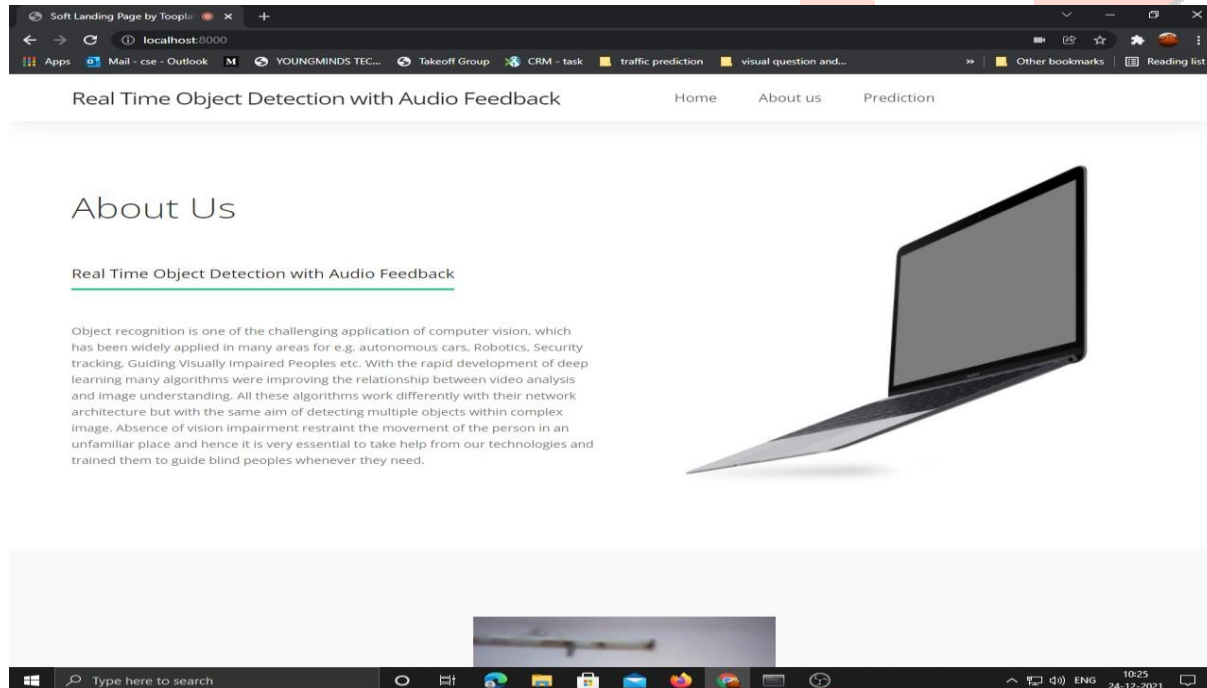 Soft Landing Page by Toopla
localhost:8000
Apps Mail - cse - Outlook M YOUNGMINDS TEC... Takeoff Group CRM - task traffic prediction visual question and... » Other bookmarks Reading list
Real Time Object Detection with Audio Feedback Home About us Prediction
About Us
Real Time Object Detection with Audio Feedback
Object recognition is one of the challenging application of computer vision, which
has been widely applied in many areas for e.g. autonomous cars, Robotics, Security
tracking, Guiding Visually Impaired Peoples etc. With the rapid development of deep
learning many algorithms were improving the relationship between video analysis
and image understanding. All these algorithms work differently with their network
architecture but with the same aim of detecting multiple objects within complex
image. Absence of vision impairment restraint the movement of the person in an
unfamiliar place and hence it is very essential to take help from our technologies and
trained them to guide blind peoples whenever they need.
Type here to search
ENG
10:25
24-12-2021